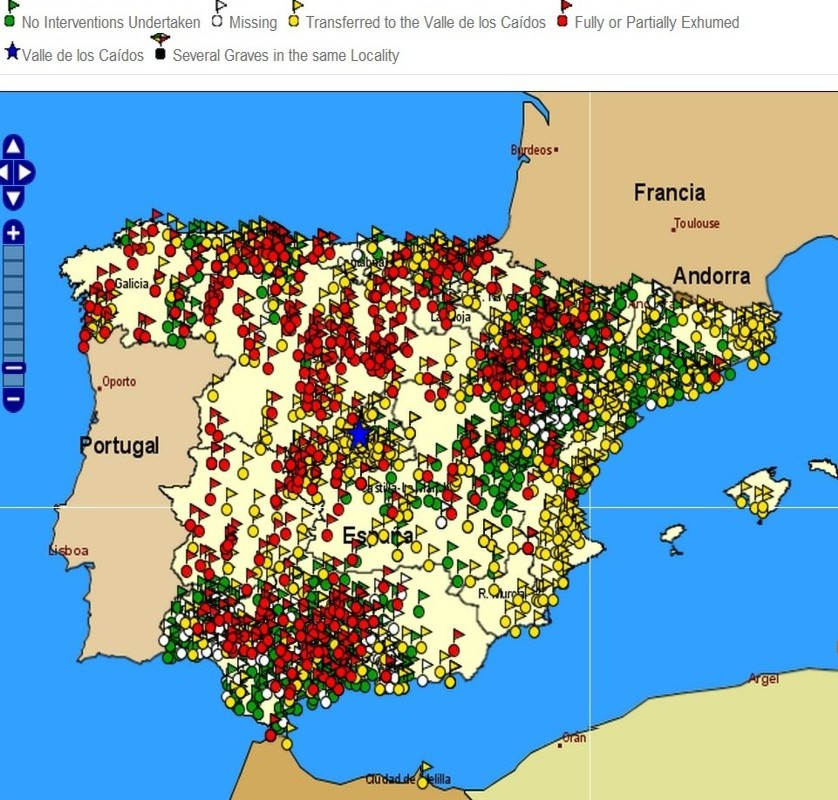 No Interventions Undertaken Missing Transferred to the Valle de los Caídos Fully or Partially Exhumed
Valle de los Caídos Several Graves in the same Locality
Burdeos
Francia
Toulouse
Andorra
Galicia
Oporto
Portugal
España
Lisboa
R. Murcia
Argel
Orán
Ciudad de Melilla